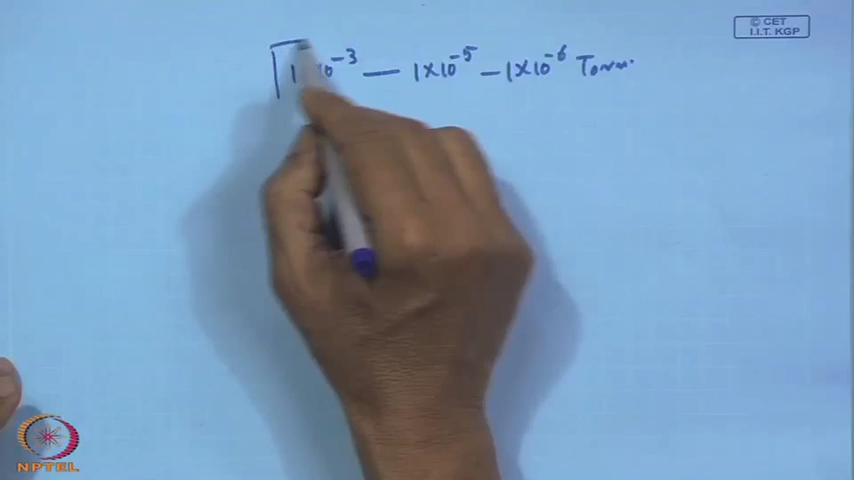 © CET
I.I.T. KGP
1×10⁻³ — 1×10⁻⁵ – 1×10⁻⁶ Torr.
NPTEL